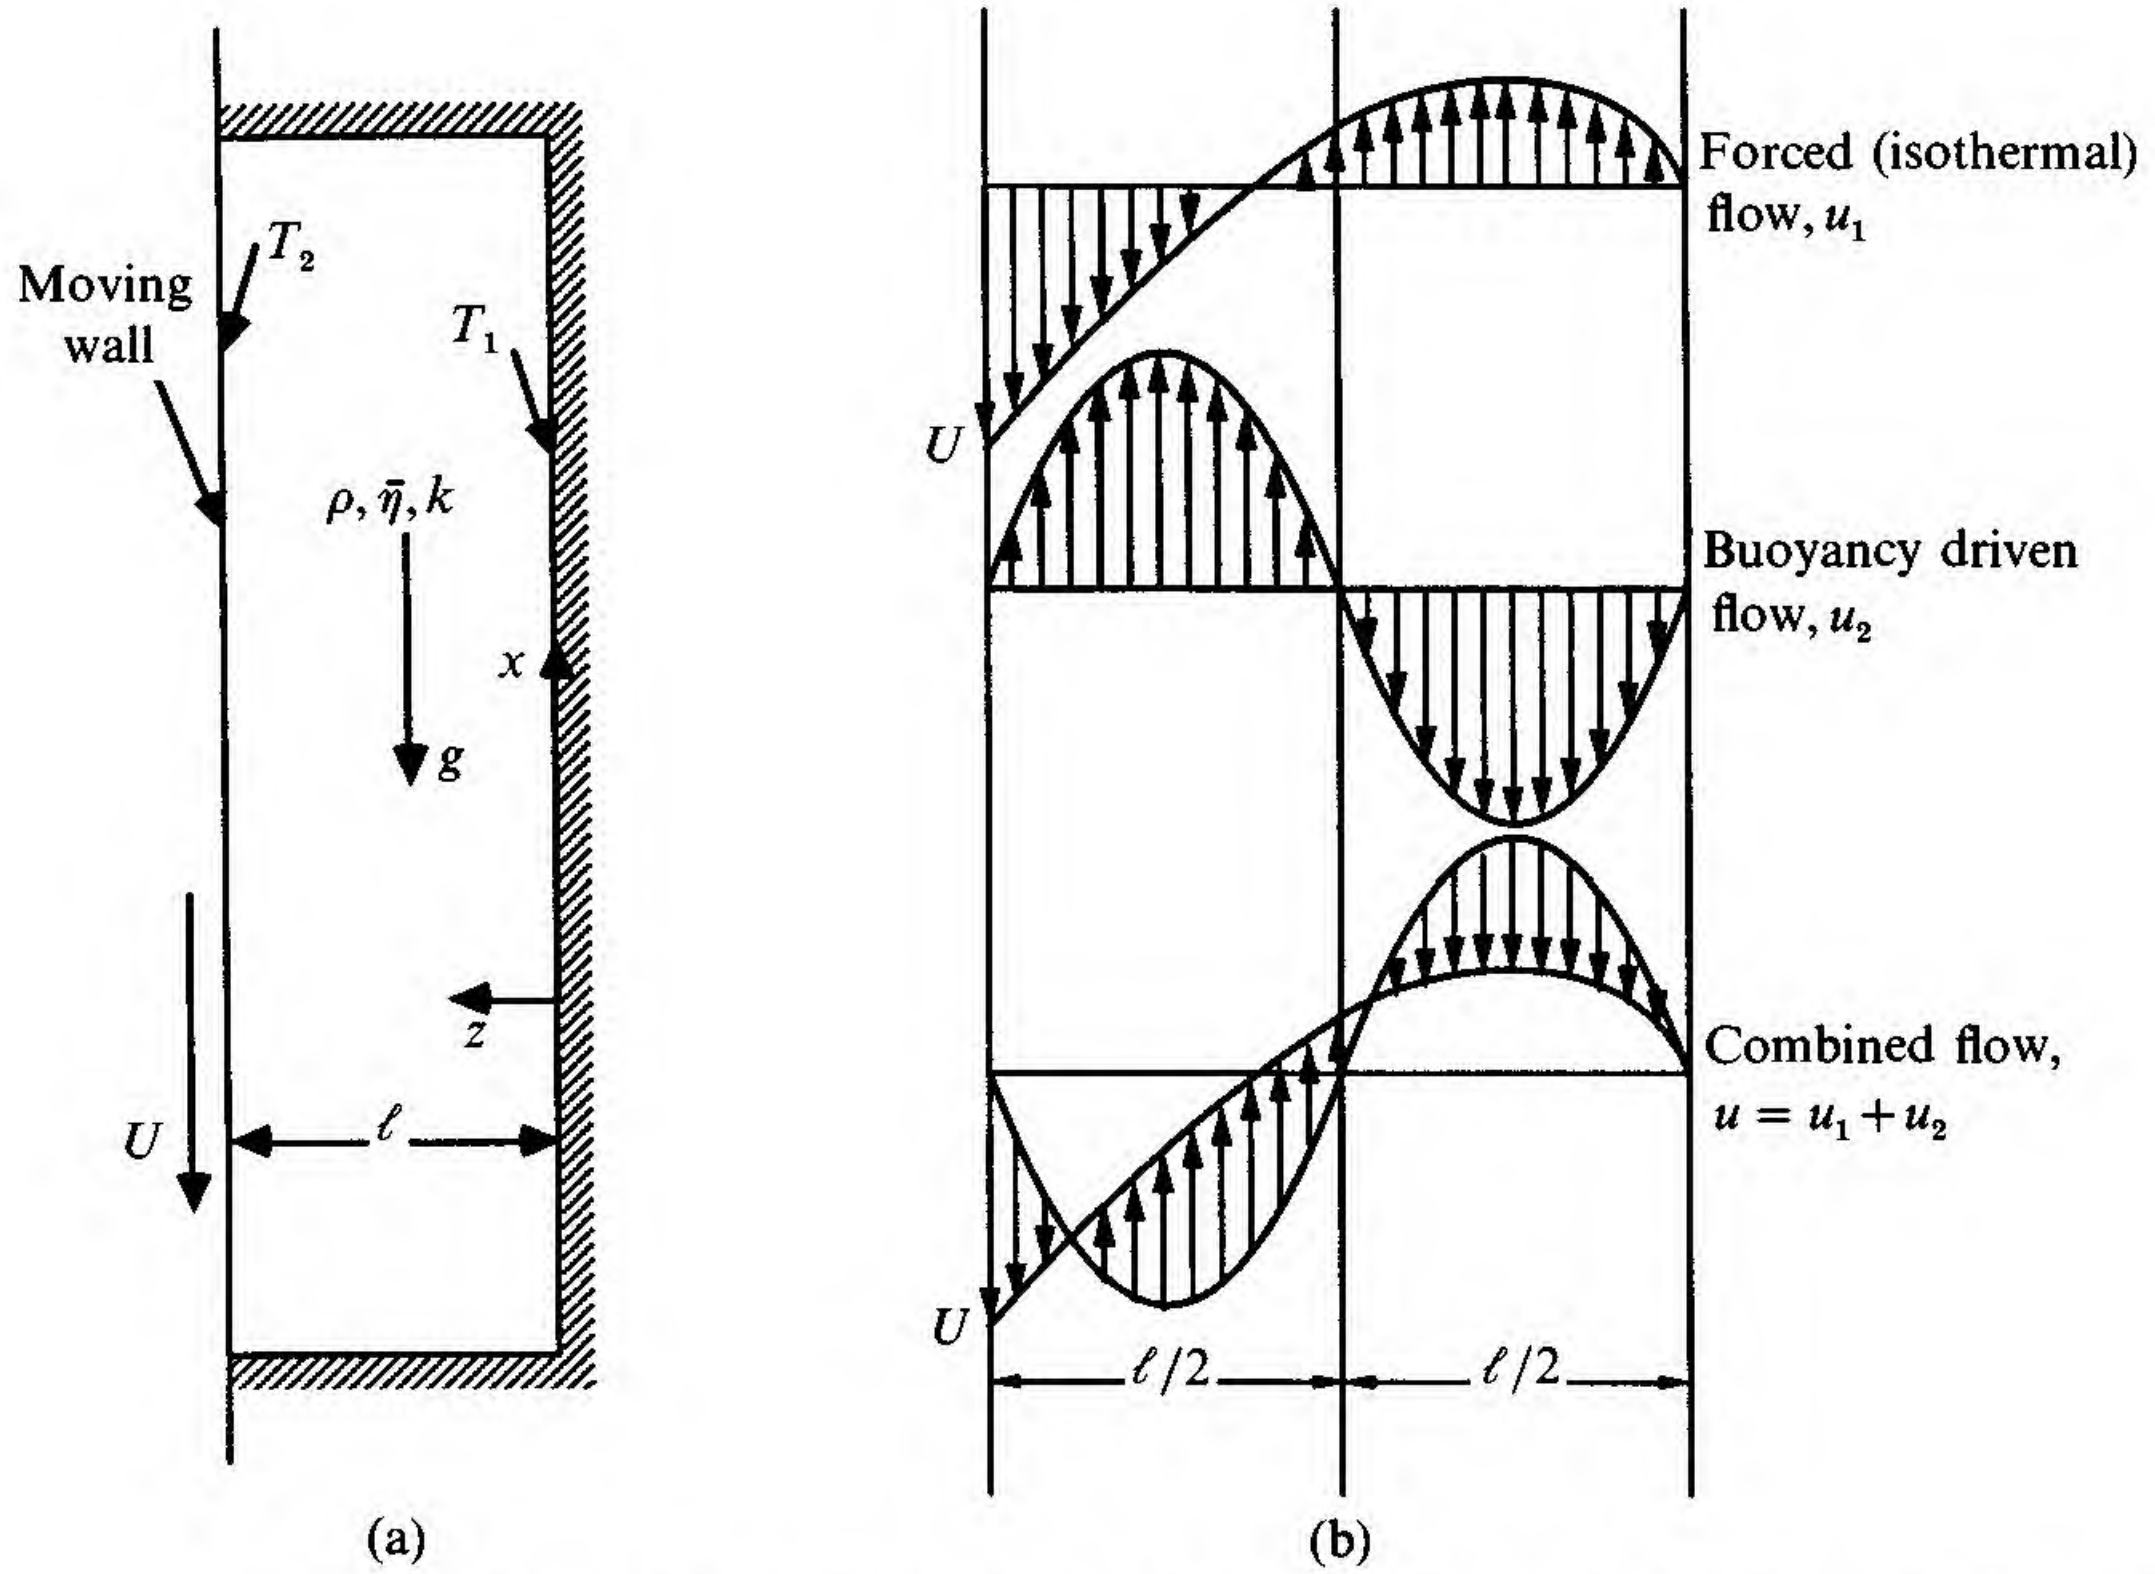 T₂
Moving
wall
T₁
ρ, η̄, k
x
g
z
U
ℓ
(a)
Forced (isothermal)
flow, u₁
U
Buoyancy driven
flow, u₂
Combined flow,
u = u₁ + u₂
U
ℓ/2
ℓ/2
(b)